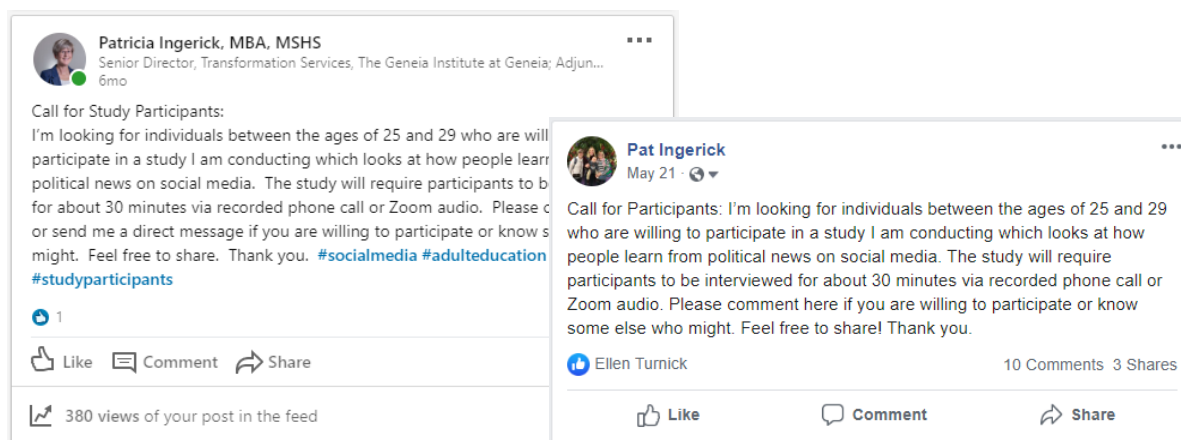 Patricia Ingerick, MBA, MSHS
Senior Director, Transformation Services, The Geneia Institute at Geneia; Adjun...
6mo
Call for Study Participants:
I'm looking for individuals between the ages of 25 and 29 who are will
participate in a study I am conducting which looks at how people lear
political news on social media. The study will require participants to b
for about 30 minutes via recorded phone call or Zoom audio. Please c
or send me a direct message if you are willing to participate or know s
might. Feel free to share. Thank you. #socialmedia #adulteducation
#studyparticipants
1
Like Comment Share
380 views of your post in the feed
Pat Ingerick
May 21 ·
Call for Participants: I'm looking for individuals between the ages of 25 and 29
who are willing to participate in a study I am conducting which looks at how
people learn from political news on social media. The study will require
participants to be interviewed for about 30 minutes via recorded phone call or
Zoom audio. Please comment here if you are willing to participate or know
some else who might. Feel free to share! Thank you.
Ellen Turnick 10 Comments 3 Shares
Like Comment Share